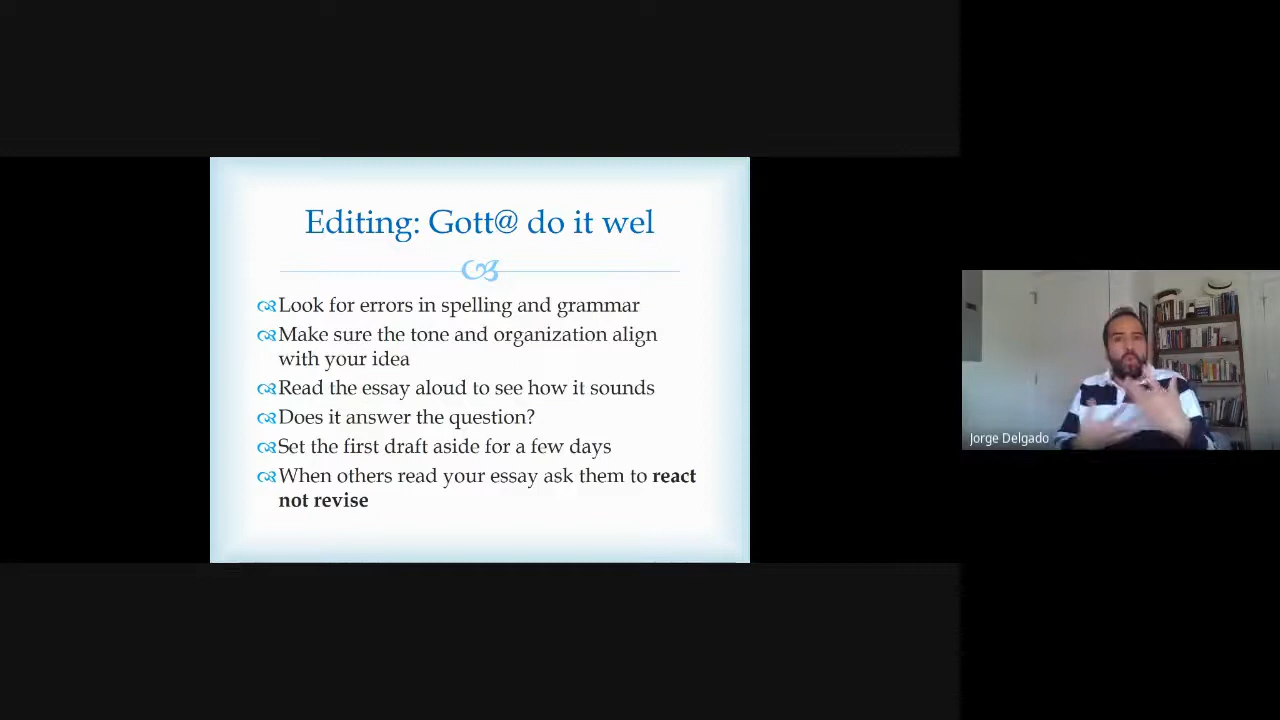 Editing: Gott@ do it wel
Look for errors in spelling and grammar
Make sure the tone and organization align
with your idea
Read the essay aloud to see how it sounds
Does it answer the question?
Set the first draft aside for a few days
When others read your essay ask them to react
not revise
Jorge Delgado